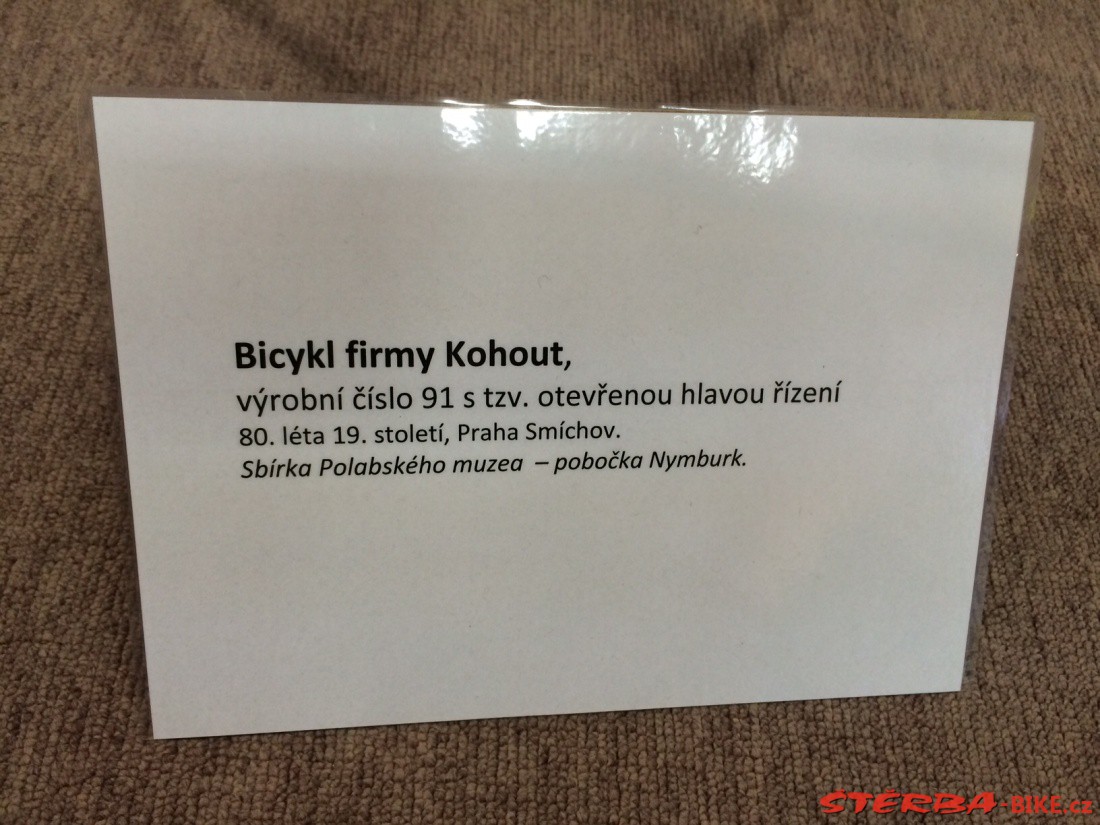 Bicykl firmy Kohout,
výrobní číslo 91 s tzv. otevřenou hlavou řízení
80. léta 19. století, Praha Smíchov.
Sbírka Polabského muzea – pobočka Nymburk.
ŠTĚRBA-BIKE.cz